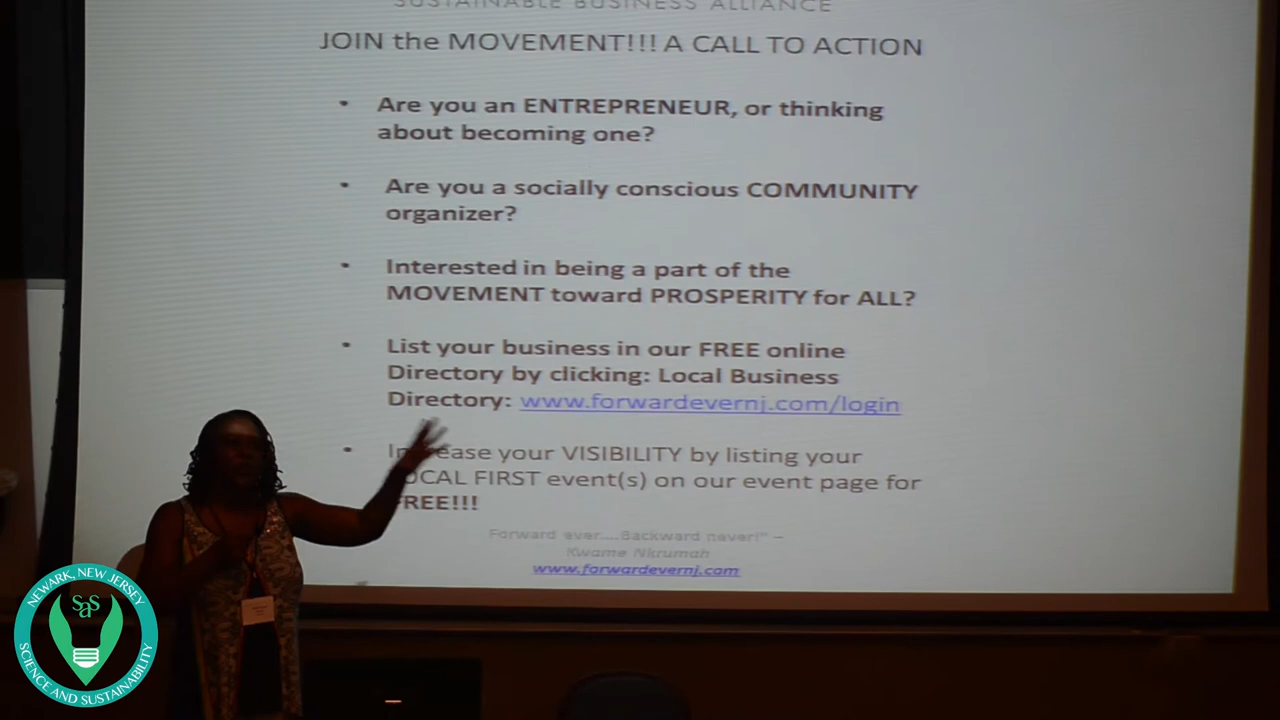 SUSTAINABLE BUSINESS ALLIANCE
JOIN the MOVEMENT!!! A CALL TO ACTION
• Are you an ENTREPRENEUR, or thinking
about becoming one?
• Are you a socially conscious COMMUNITY
organizer?
• Interested in being a part of the
MOVEMENT toward PROSPERITY for ALL?
• List your business in our FREE online
Directory by clicking: Local Business
Directory: www.forwardevernj.com/login
• Increase your VISIBILITY by listing your
LOCAL FIRST event(s) on our event page for
FREE!!!
Forward ever....Backward never!" –
Kwame Nkrumah
www.forwardevernj.com
NEWARK, NEW JERSEY
sas
SCIENCE AND SUSTAINABILITY